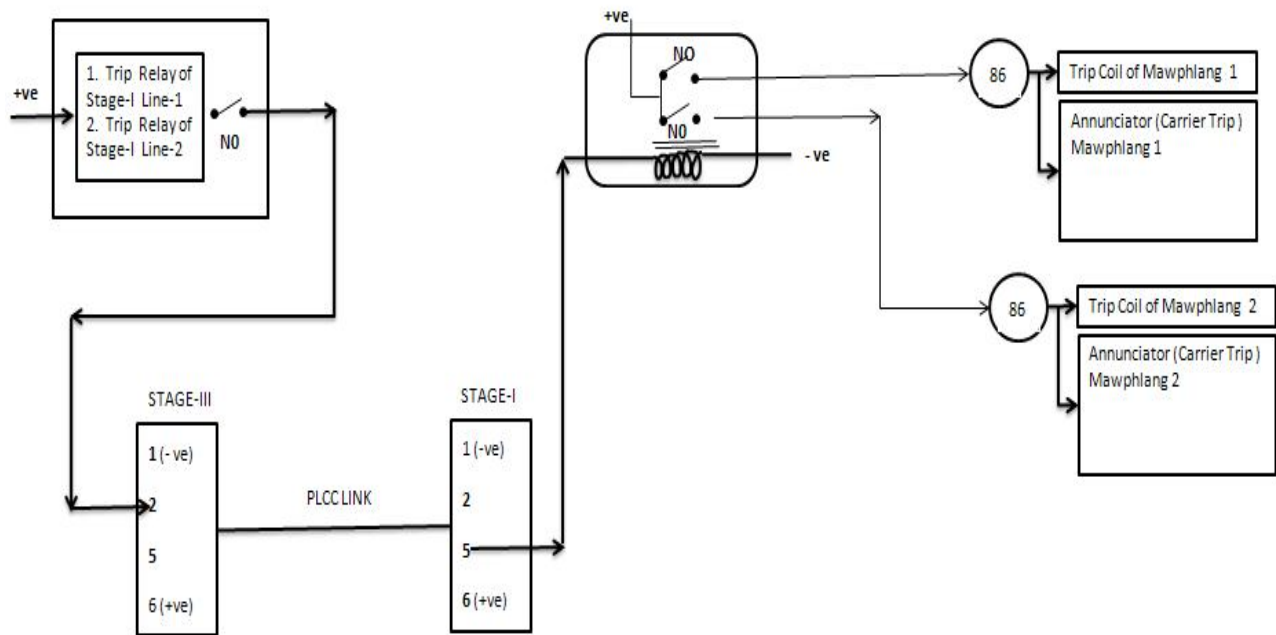 +ve
1. Trip Relay of
Stage-I Line-1
2. Trip Relay of
Stage-I Line-2
NO
+ve
NO
NO
- ve
86
Trip Coil of Mawphlang 1
Annunciator (Carrier Trip )
Mawphlang 1
86
Trip Coil of Mawphlang 2
Annunciator (Carrier Trip )
Mawphlang 2
STAGE-III
1 (- ve)
2
5
6 (+ve)
PLCC LINK
STAGE-I
1 (-ve)
2
5
6 (+ve)